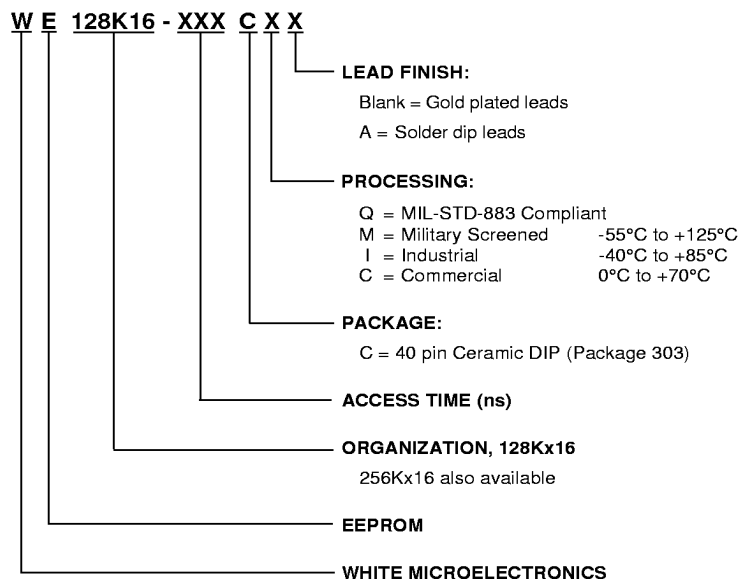 W E 128K16 - XXX C X X
LEAD FINISH:
Blank = Gold plated leads
A = Solder dip leads
PROCESSING:
Q = MIL-STD-883 Compliant
M = Military Screened -55°C to +125°C
I = Industrial -40°C to +85°C
C = Commercial 0°C to +70°C
PACKAGE:
C = 40 pin Ceramic DIP (Package 303)
ACCESS TIME (ns)
ORGANIZATION, 128Kx16
256Kx16 also available
EEPROM
WHITE MICROELECTRONICS